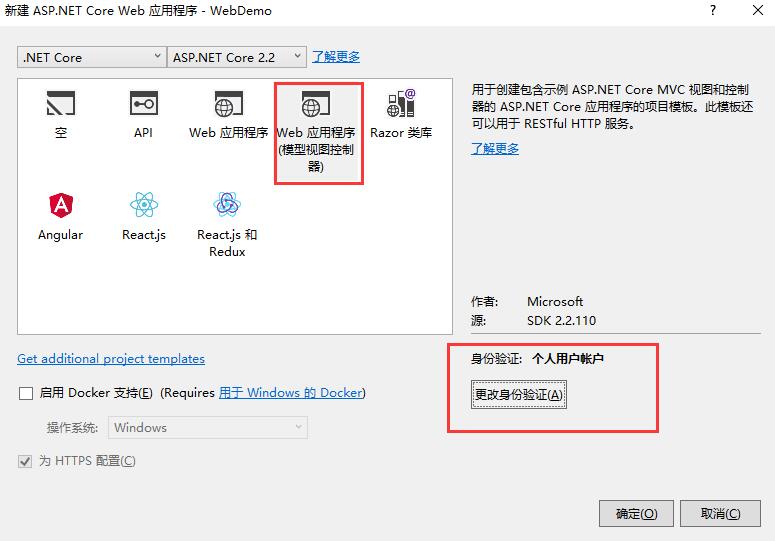 新建 ASP.NET Core Web 应用程序 - WebDemo
?
.NET Core
ASP.NET Core 2.2
了解更多
空
API
Web 应用程序
Web 应用程序
(模型视图控制
器)
Razor 类库
Angular
React.js
React.js 和
Redux
用于创建包含示例 ASP.NET Core MVC 视图和控制
器的 ASP.NET Core 应用程序的项目模板。此模板还
可以用于 RESTful HTTP 服务。
了解更多
作者: Microsoft
源: SDK 2.2.110
Get additional project templates
身份验证: 个人用户帐户
更改身份验证(A)
启用 Docker 支持(E) (Requires 用于 Windows 的 Docker)
操作系统: Windows
为 HTTPS 配置(C)
确定(O)
取消(C)